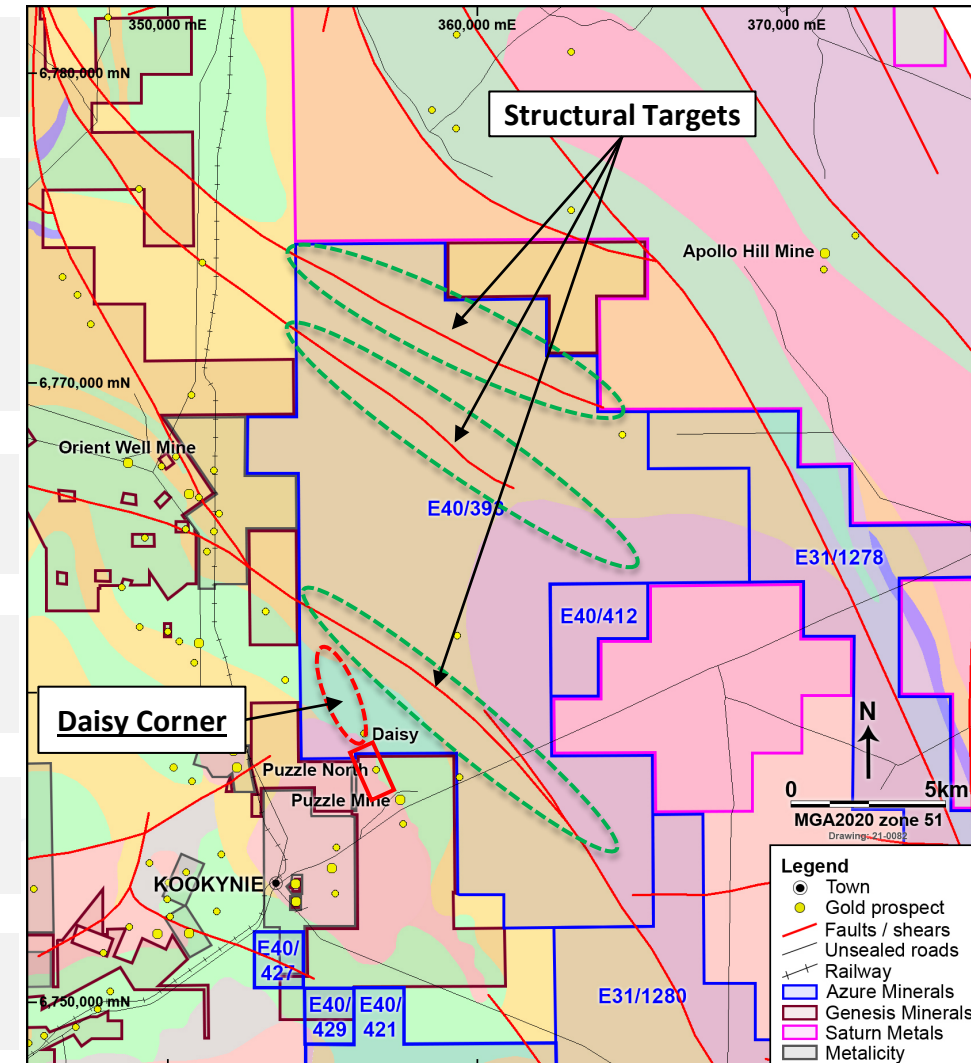 350,000 mE
360,000 mE
370,000 mE
6,780,000 mN
Structural Targets
Apollo Hill Mine
6,770,000 mN
Orient Well Mine
E40/393
E31/1278
E40/412
Daisy Corner
Daisy
N
Puzzle North
Puzzle Mine
0 5km
MGA2020 zone 51
Drawing: 21-0082
KOOKYNIE
E40/
427
E40/
429
E40/
421
E31/1280
6,750,000 mN
Legend
Town
Gold prospect
Faults / shears
Unsealed roads
Railway
Azure Minerals
Genesis Minerals
Saturn Metals
Metalicity